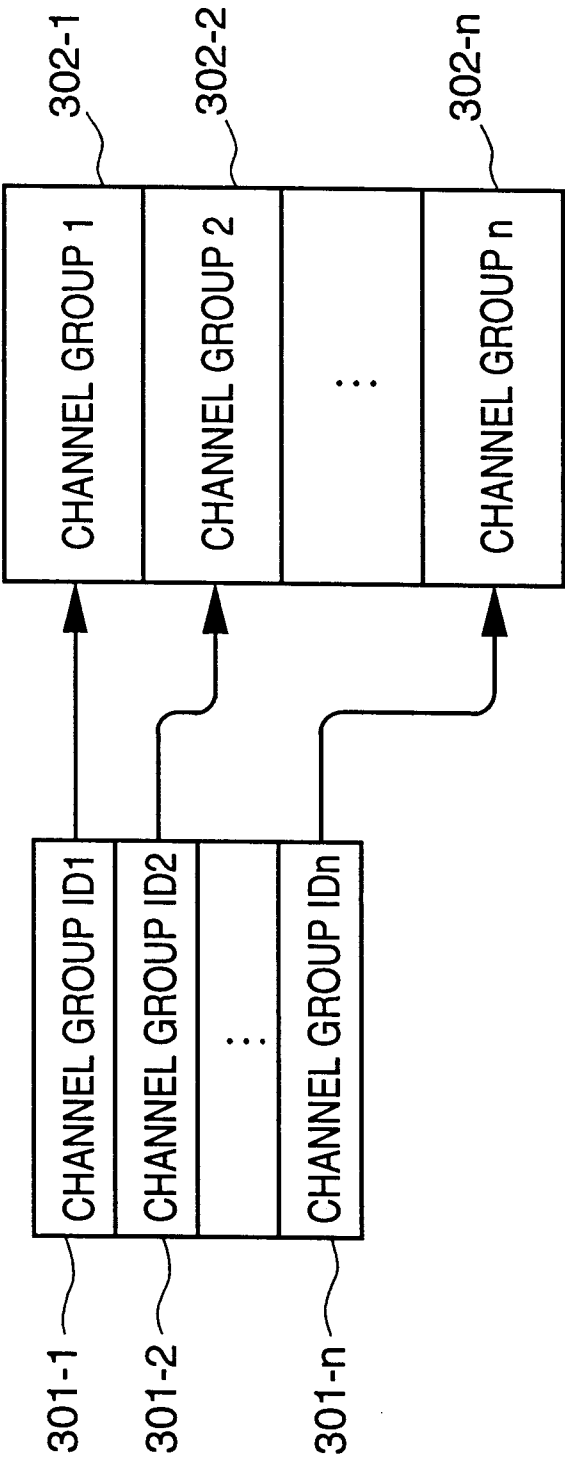 301-1
CHANNEL GROUP ID1
301-2
CHANNEL GROUP ID2
...
301-n
CHANNEL GROUP IDn
CHANNEL GROUP 1
302-1
CHANNEL GROUP 2
302-2
...
CHANNEL GROUP n
302-n